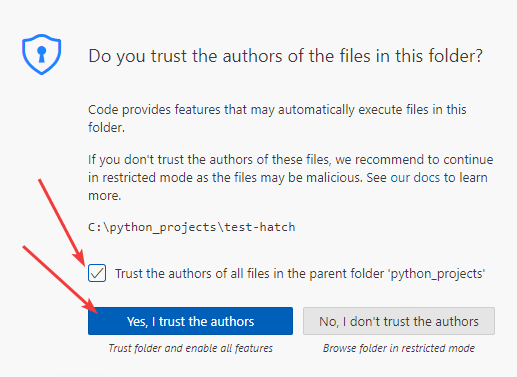 Do you trust the authors of the files in this folder?
Code provides features that may automatically execute files in this
folder.
If you don't trust the authors of these files, we recommend to continue
in restricted mode as the files may be malicious. See our docs to learn
more.
C:\python_projects\test-hatch
Trust the authors of all files in the parent folder 'python_projects'
Yes, I trust the authors
No, I don't trust the authors
Trust folder and enable all features
Browse folder in restricted mode